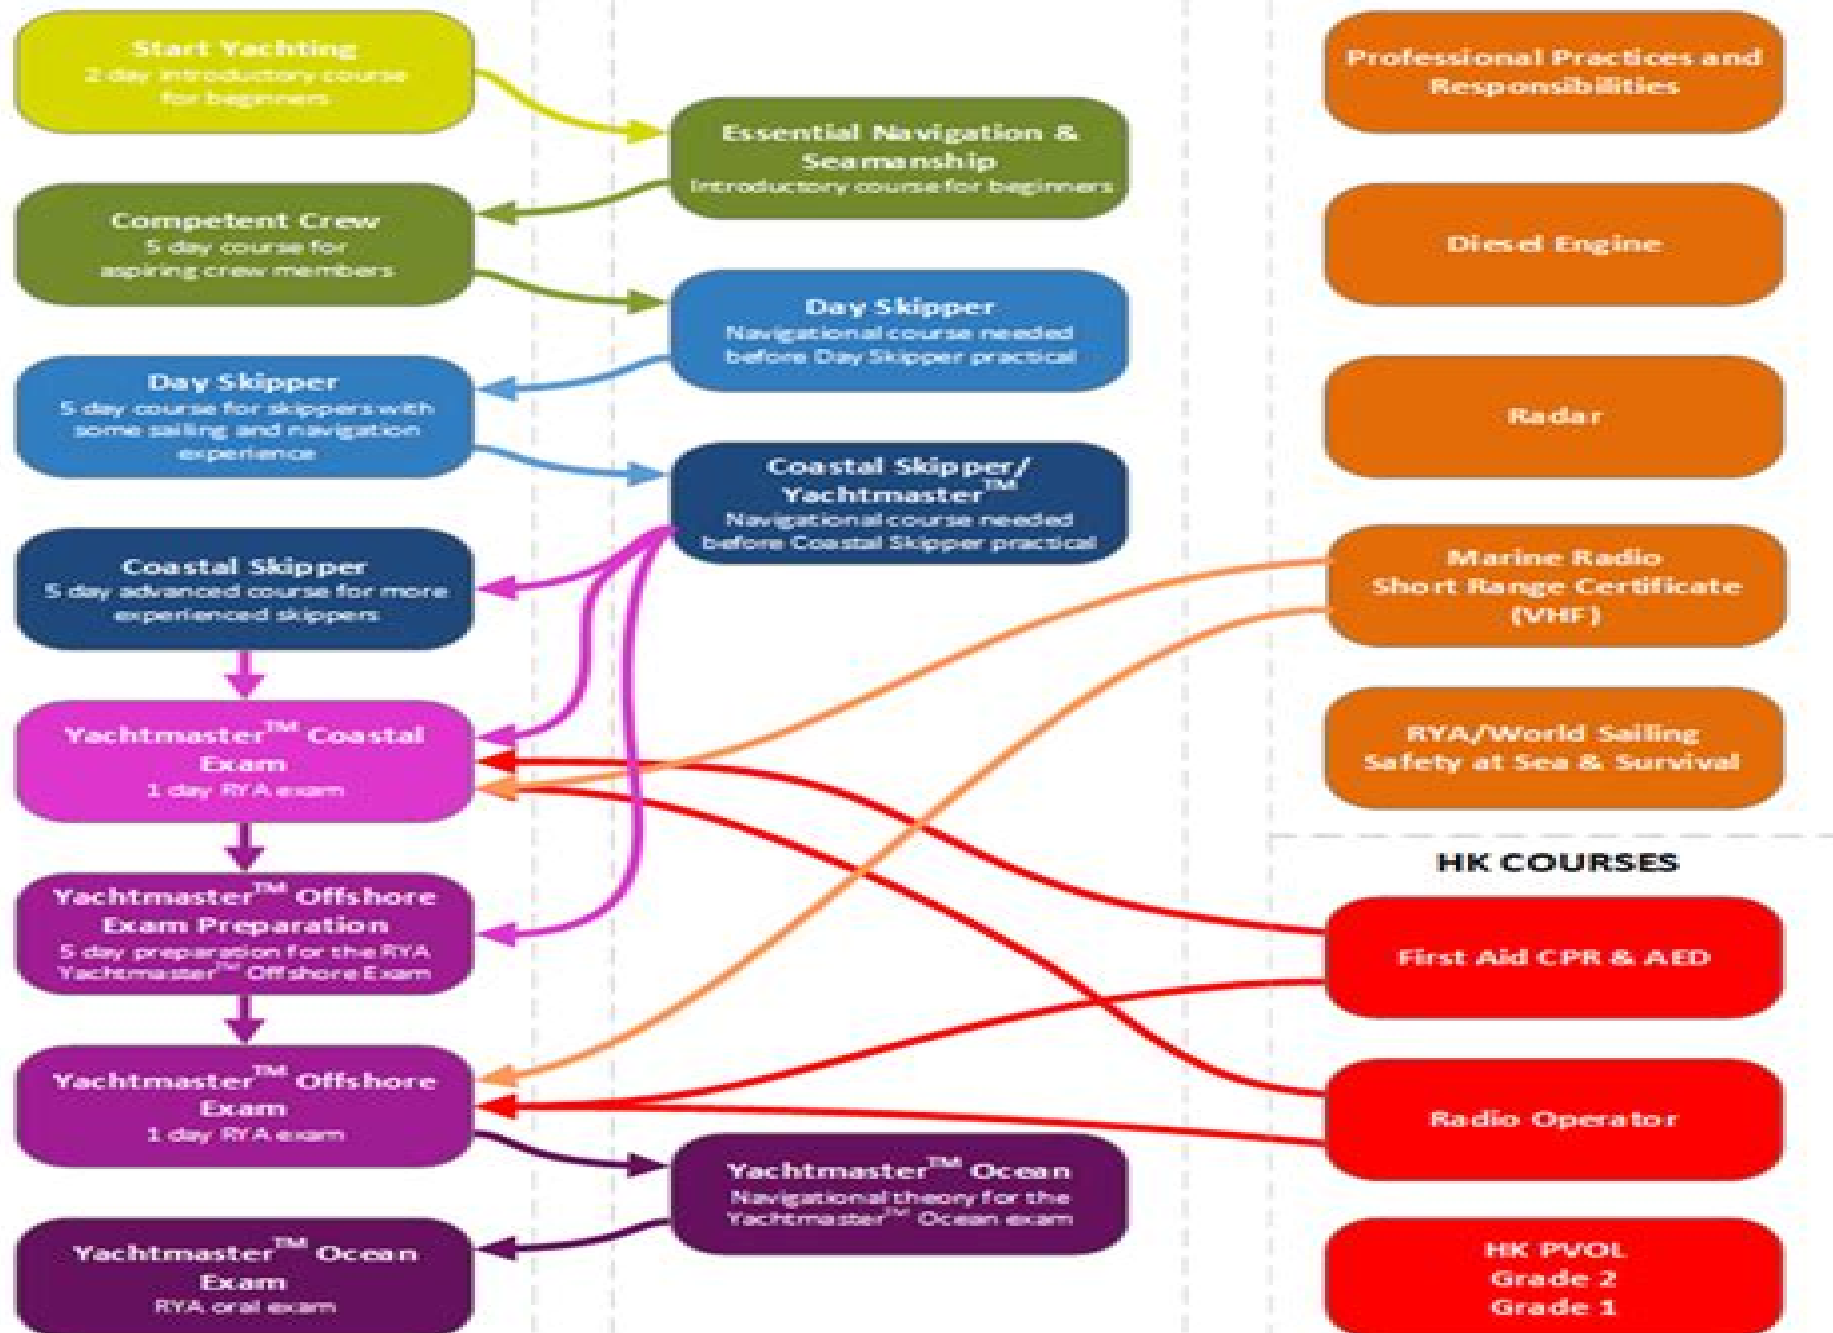 Start Yachting
2 day introductory course
for beginners
Competent Crew
5 day course for
aspiring crew members
Day Skipper
5 day course for skippers with
some sailing and navigation
experience
Coastal Skipper
5 day advanced course for more
experienced skippers
Yachtmaster™ Coastal
Exam
1 day RYA exam
Yachtmaster™ Offshore
Exam Preparation
5 day preparation for the RYA
Yachtmaster™ Offshore Exam
Yachtmaster™ Offshore
Exam
1 day RYA exam
Yachtmaster™ Ocean
Exam
RYA oral exam
Essential Navigation &
Seamanship
Introductory course for beginners
Day Skipper
Navigational course needed
before Day Skipper practical
Coastal Skipper/
Yachtmaster™
Navigational course needed
before Coastal Skipper practical
Yachtmaster™ Ocean
Navigational theory for the
Yachtmaster™ Ocean exam
Professional Practices and
Responsibilities
Diesel Engine
Radar
Marine Radio
Short Range Certificate
(VHF)
RYA/World Sailing
Safety at Sea & Survival
HK COURSES
First Aid CPR & AED
Radio Operator
HK PVOL
Grade 2
Grade 1